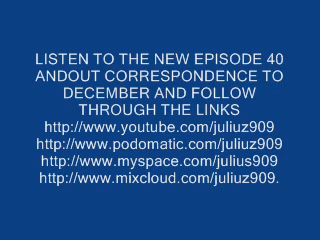 LISTEN TO THE NEW EPISODE 40
ANDOUT CORRESPONDENCE TO
DECEMBER AND FOLLOW
THROUGH THE LINKS
http://www.youtube.com/juliuz909
http://www.podomatic.com/juliuz909
http://www.myspace.com/julius909
http://www.mixcloud.com/juliuz909.